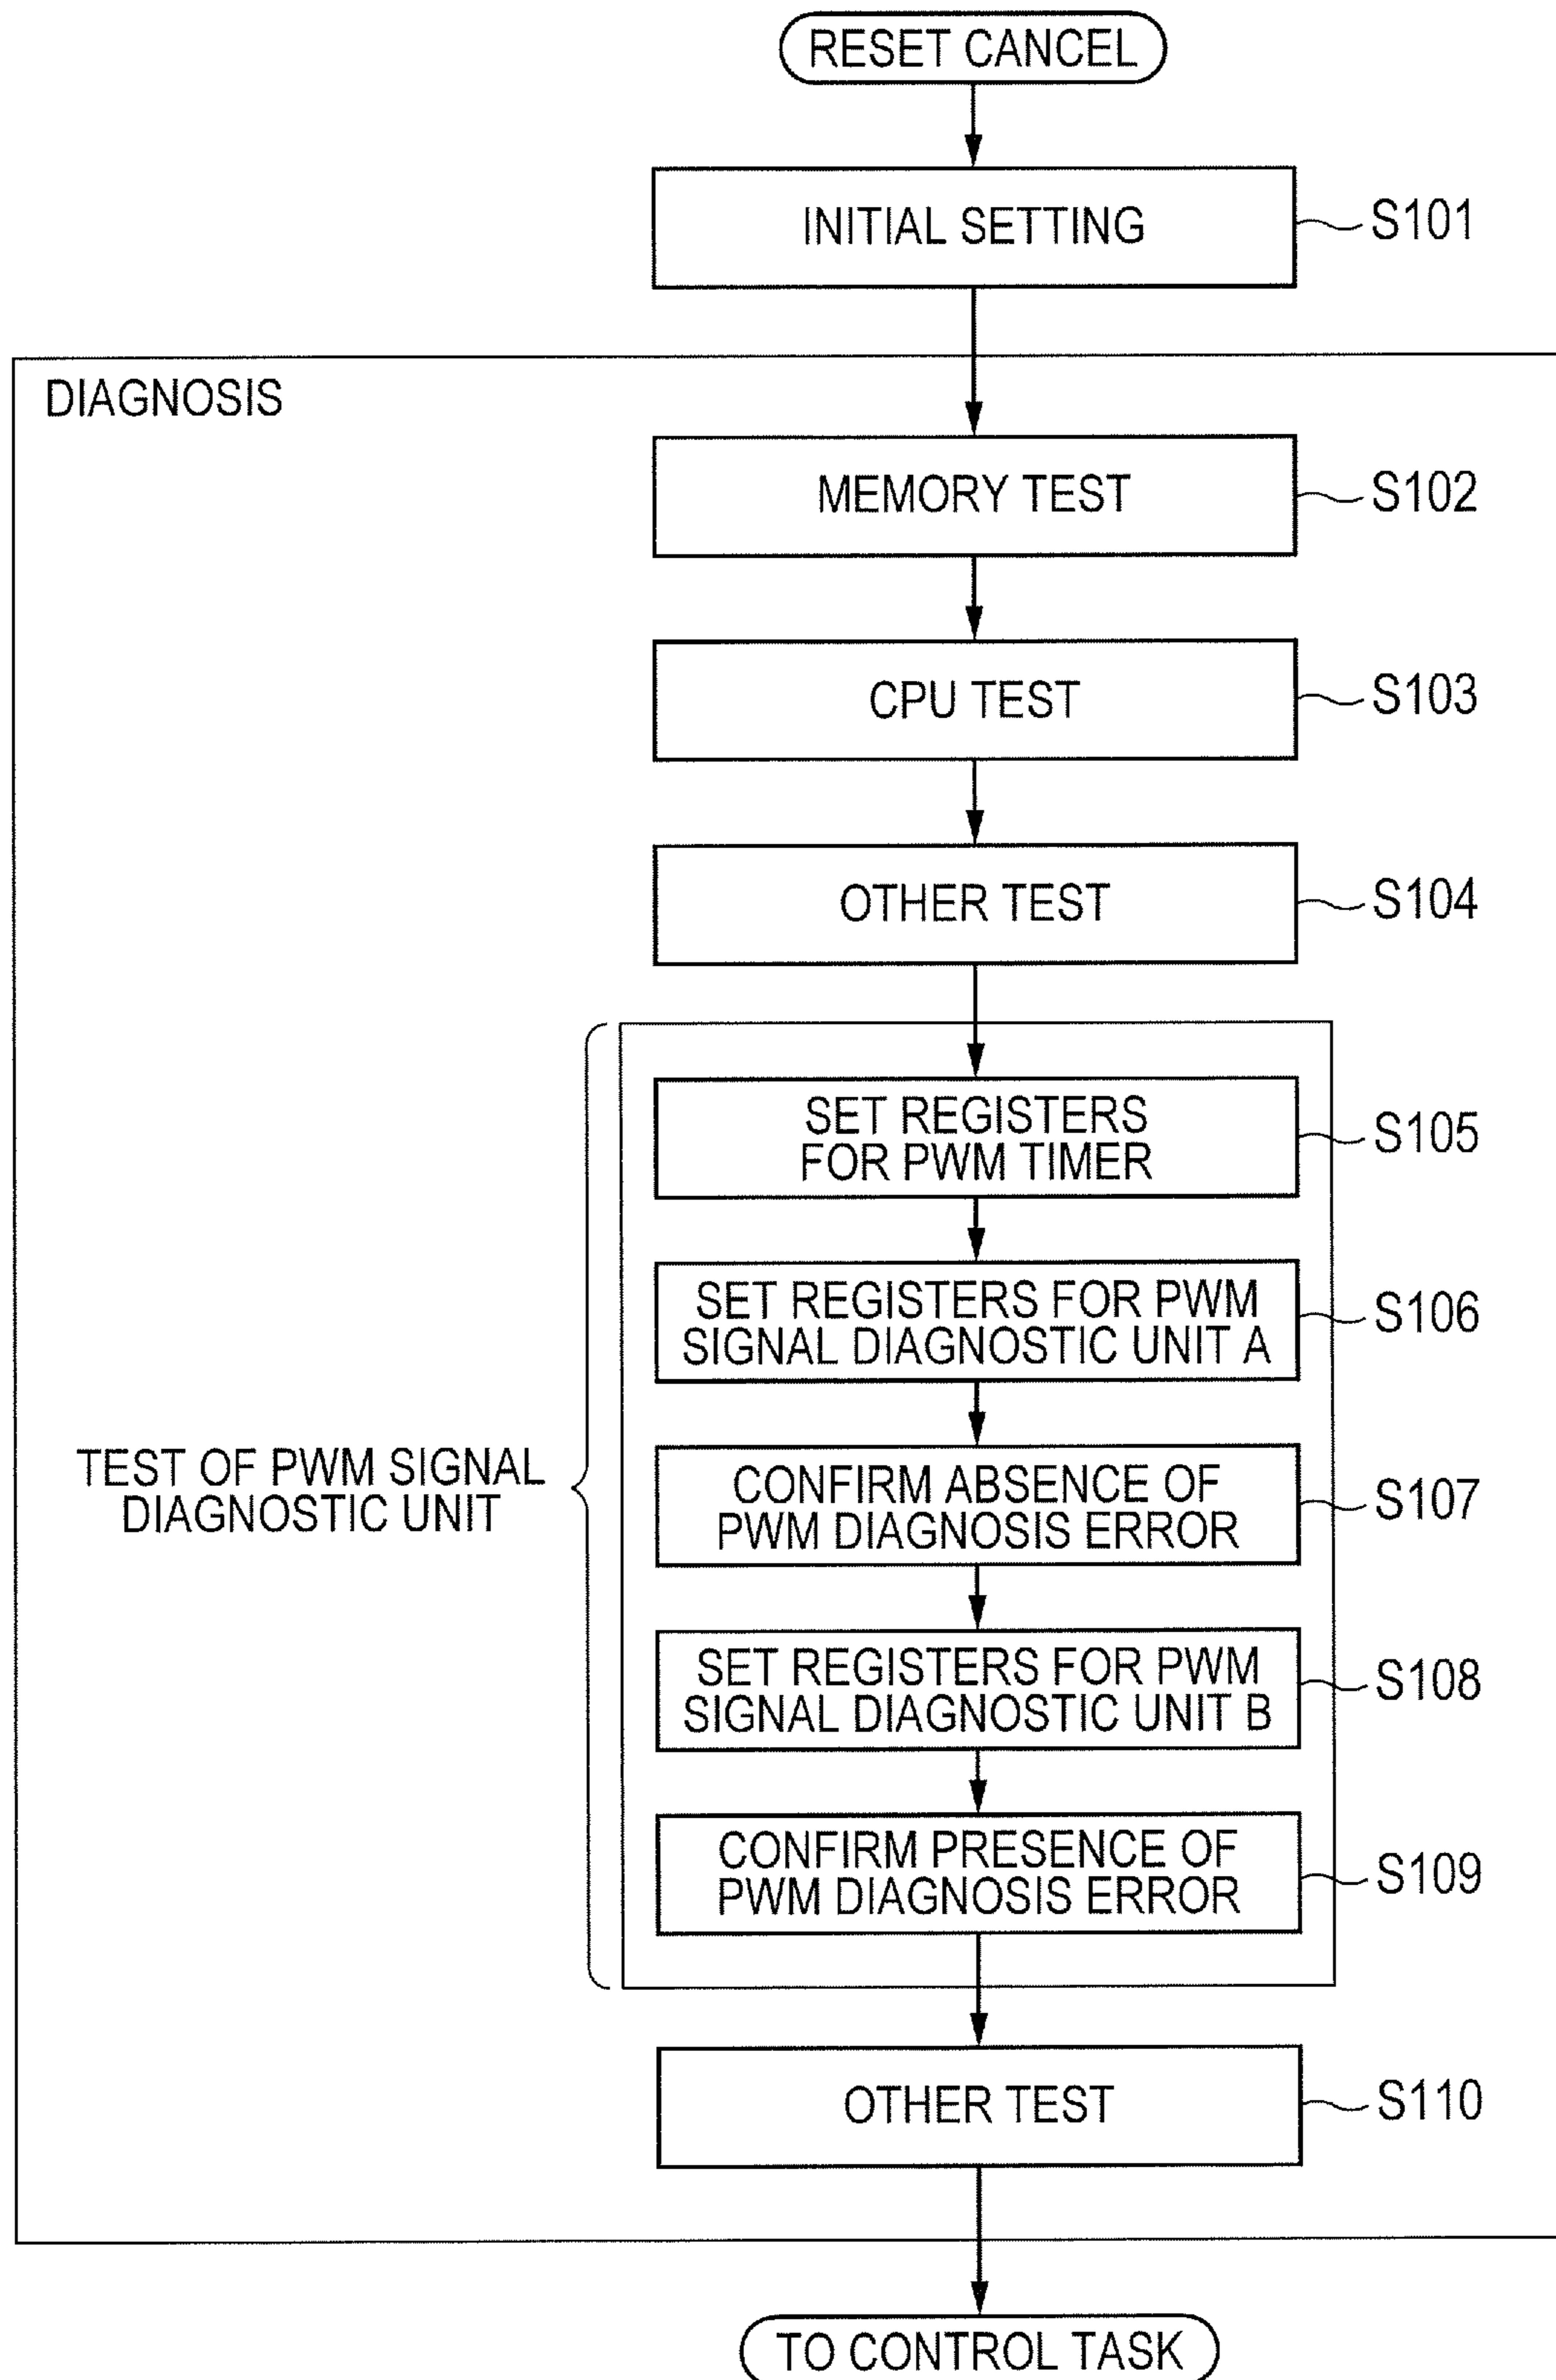 RESET CANCEL
INITIAL SETTING
S101
DIAGNOSIS
MEMORY TEST
S102
CPU TEST
S103
OTHER TEST
S104
SET REGISTERS
FOR PWM TIMER
S105
SET REGISTERS FOR PWM
SIGNAL DIAGNOSTIC UNIT A
S106
TEST OF PWM SIGNAL
DIAGNOSTIC UNIT
CONFIRM ABSENCE OF
PWM DIAGNOSIS ERROR
S107
SET REGISTERS FOR PWM
SIGNAL DIAGNOSTIC UNIT B
S108
CONFIRM PRESENCE OF
PWM DIAGNOSIS ERROR
S109
OTHER TEST
S110
TO CONTROL TASK